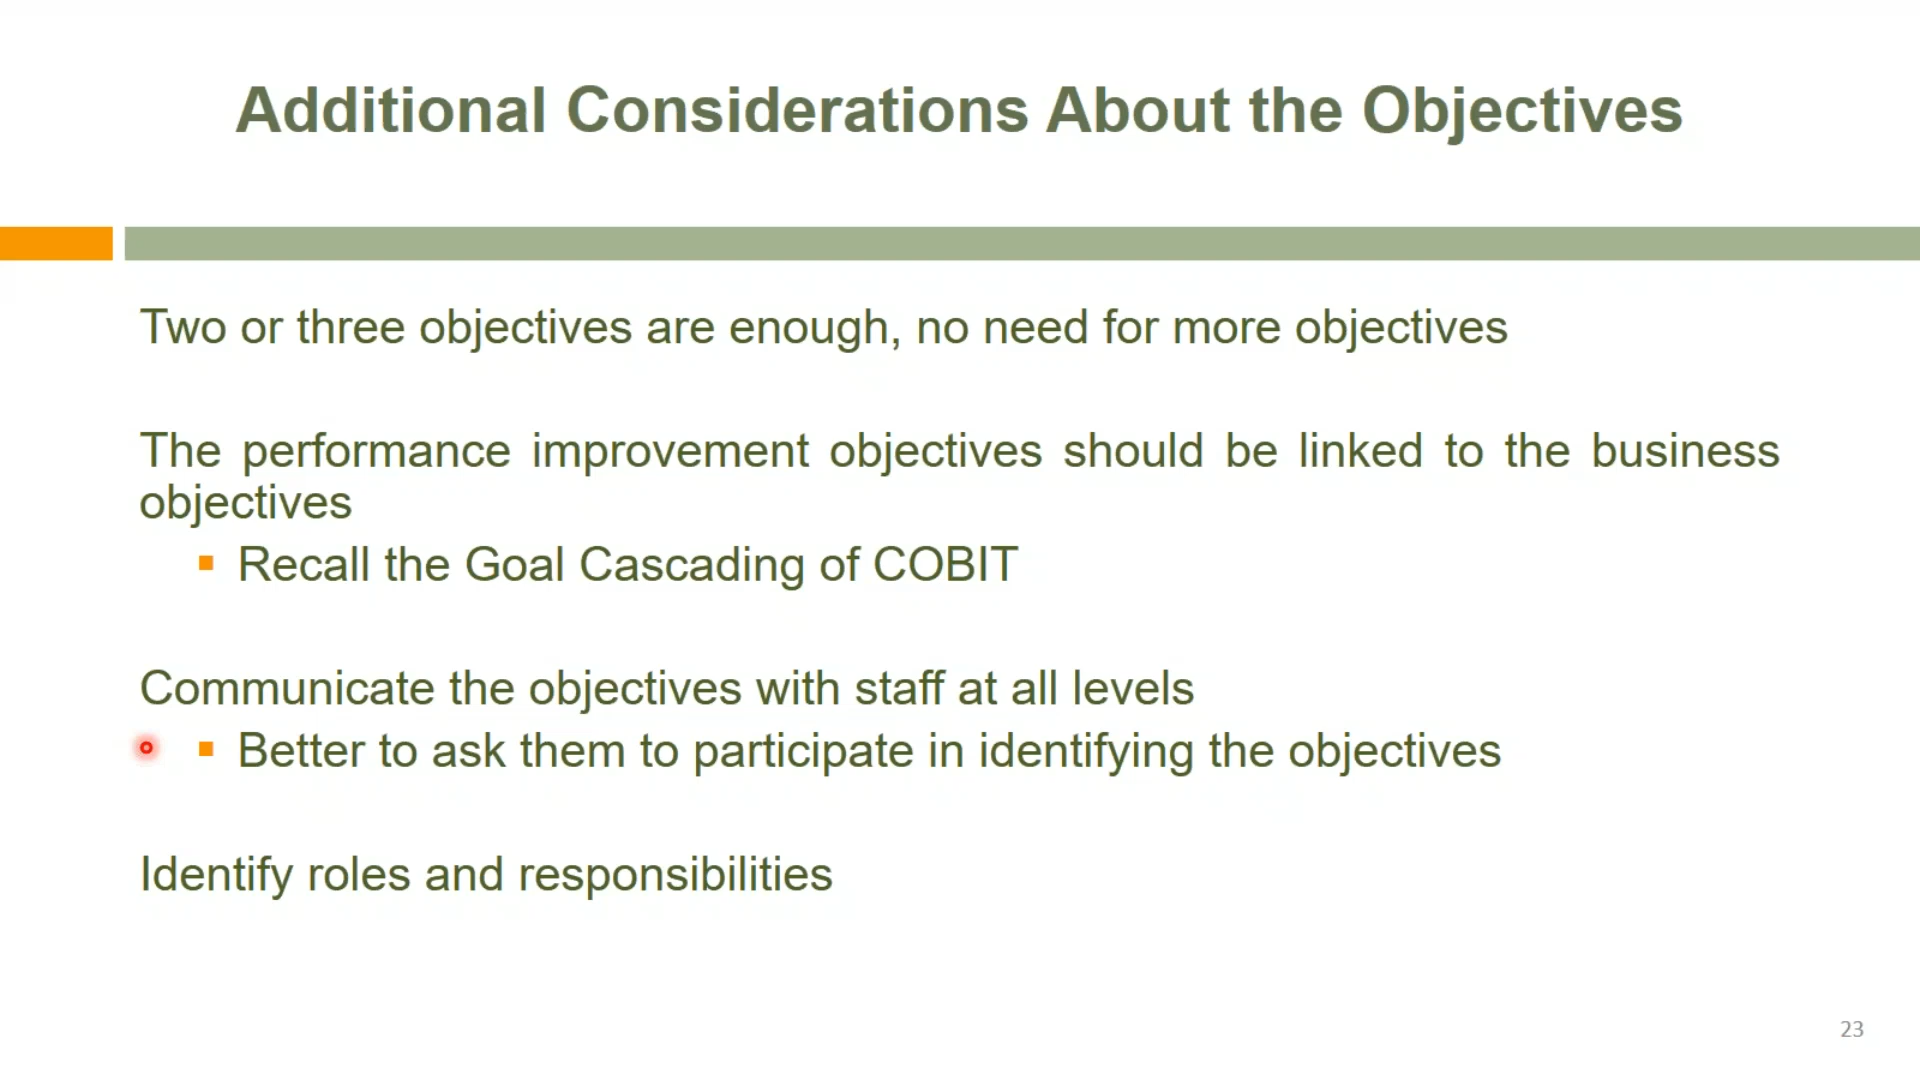 Additional Considerations About the Objectives
Two or three objectives are enough, no need for more objectives
The performance improvement objectives should be linked to the business
objectives
Recall the Goal Cascading of COBIT
Communicate the objectives with staff at all levels
Better to ask them to participate in identifying the objectives
Identify roles and responsibilities
23